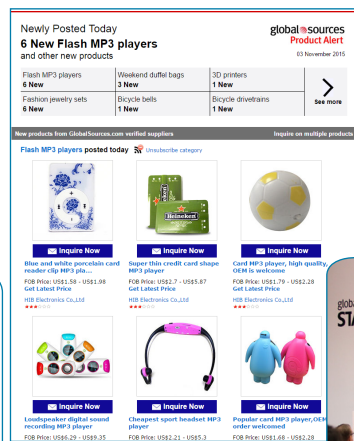 Newly Posted Today
6 New Flash MP3 players
and other new products
global sources
Product Alert
03 November 2015
Flash MP3 players
6 New
Weekend duffel bags
3 New
3D printers
1 New
Fashion jewelry sets
6 New
Bicycle bells
1 New
Bicycle drivetrains
1 New
See more
New products from GlobalSources.com verified suppliers
Inquire on multiple products
Flash MP3 players posted today
Unsubscribe category
Heineken
Inquire Now
Inquire Now
Inquire Now
Blue and white porcelain card
reader clip MP3 pla...
FOB Price: US$1.58 - US$1.98
Get Latest Price
HIB Electronics Co.,Ltd
Super thin credit card shape
MP3 player
FOB Price: US$2.7 - US$5.87
Get Latest Price
HIB Electronics Co.,Ltd
Card MP3 player, high quality,
OEM is welcome
FOB Price: US$1.79 - US$2.28
Get Latest Price
HIB Electronics Co.,Ltd
Inquire Now
Inquire Now
Inquire Now
Loudspeaker digital sound
recording MP3 player
FOB Price: US$6.29 - US$9.35
Cheapest sport headset MP3
player
FOB Price: US$2.21 - US$5.3
Popular card MP3 player,OEM
order welcomed
FOB Price: US$1.68 - US$2.28
glob
STA